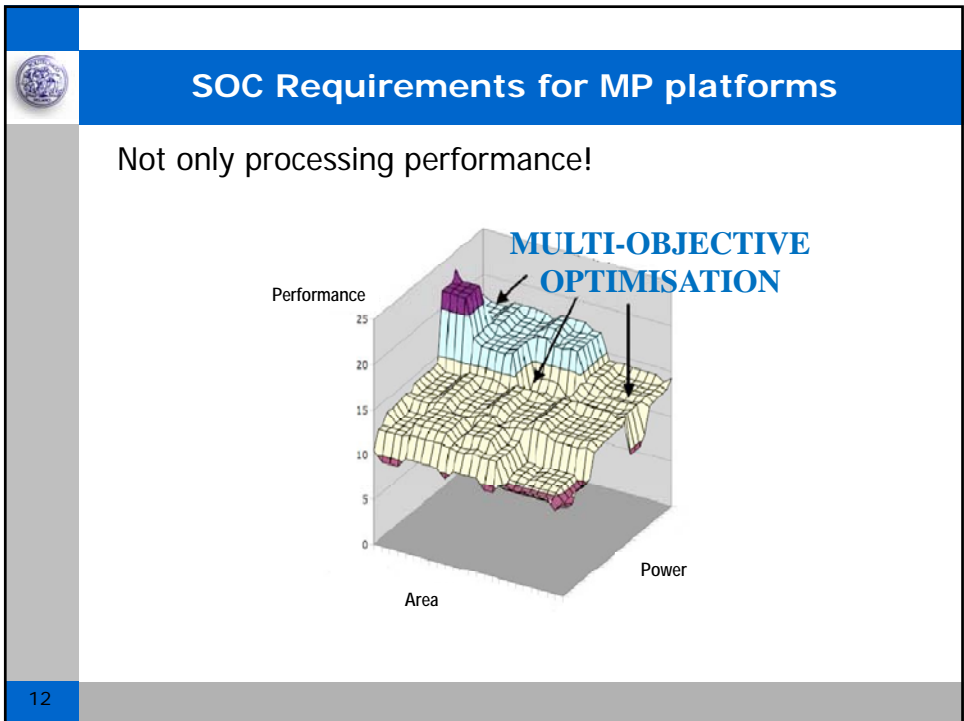 SOC Requirements for MP platforms
Not only processing performance!
MULTI-OBJECTIVE
OPTIMISATION
Performance
25
20
15
10
5
0
Power
Area
12